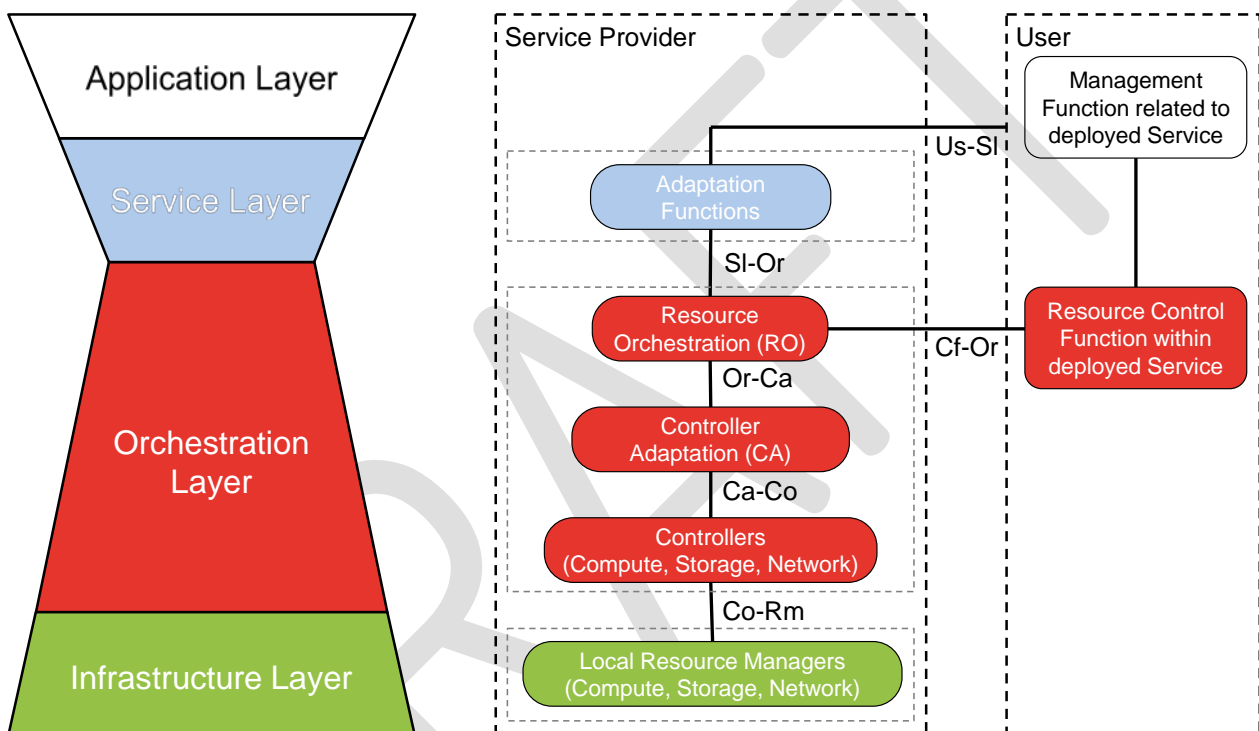 Application Layer
Service Layer
Orchestration
Layer
Infrastructure Layer
Service Provider
Adaptation
Functions
Sl-Or
Resource
Orchestration (RO)
Or-Ca
Controller
Adaptation (CA)
Ca-Co
Controllers
(Compute, Storage, Network)
Co-Rm
Local Resource Managers
(Compute, Storage, Network)
Us-Sl
Cf-Or
User
Management
Function related to
deployed Service
Resource Control
Function within
deployed Service
DRAFT